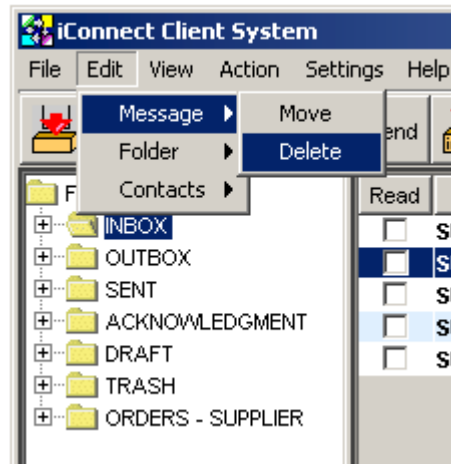 iConnect Client System
File Edit View Action Settings Help
Message Move
Folder Delete
Contacts
Read
INBOX
OUTBOX
SENT
ACKNOWLEDGMENT
DRAFT
TRASH
ORDERS - SUPPLIER